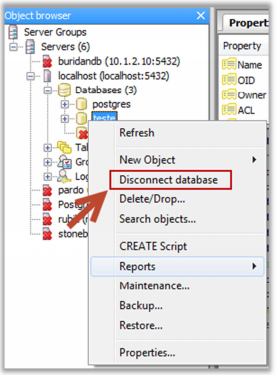 Object browser
Server Groups
Servers (6)
buridandb (10.1.2.10:5432)
localhost (localhost:5432)
Databases (3)
postgres
teste
Tal
Gro
Log
pardo
Postg
rubi
stoneb
Refresh
New Object
Disconnect database
Delete/Drop...
Search objects...
CREATE Script
Reports
Maintenance...
Backup...
Restore...
Properties...
Propert
Property
Name
OID
Owner
ACL